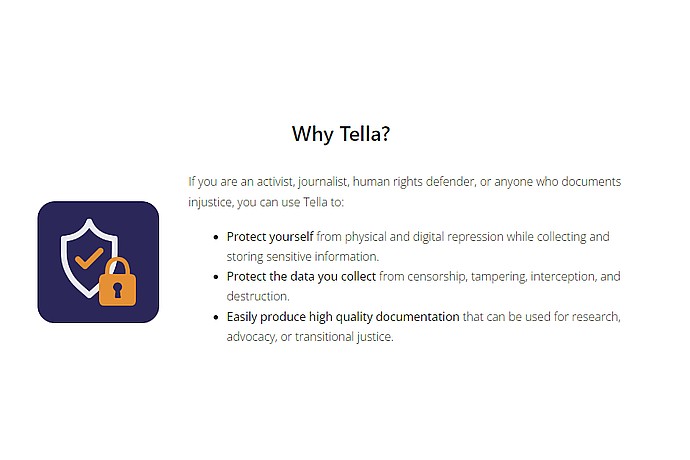 Why Tella?
If you are an activist, journalist, human rights defender, or anyone who documents
injustice, you can use Tella to:
• Protect yourself from physical and digital repression while collecting and
storing sensitive information.
• Protect the data you collect from censorship, tampering, interception, and
destruction.
• Easily produce high quality documentation that can be used for research,
advocacy, or transitional justice.